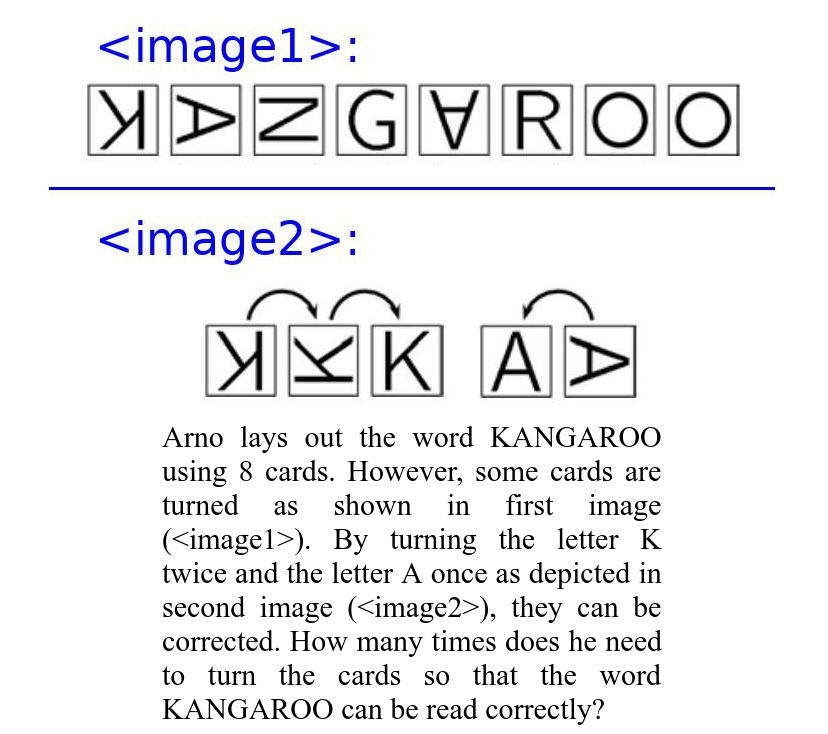 <image1>:
K A N G A R O O
<image2>:
K K K A A
Arno lays out the word KANGAROO
using 8 cards. However, some cards are
turned as shown in first image
(<image1>). By turning the letter K
twice and the letter A once as depicted in
second image (<image2>), they can be
corrected. How many times does he need
to turn the cards so that the word
KANGAROO can be read correctly?